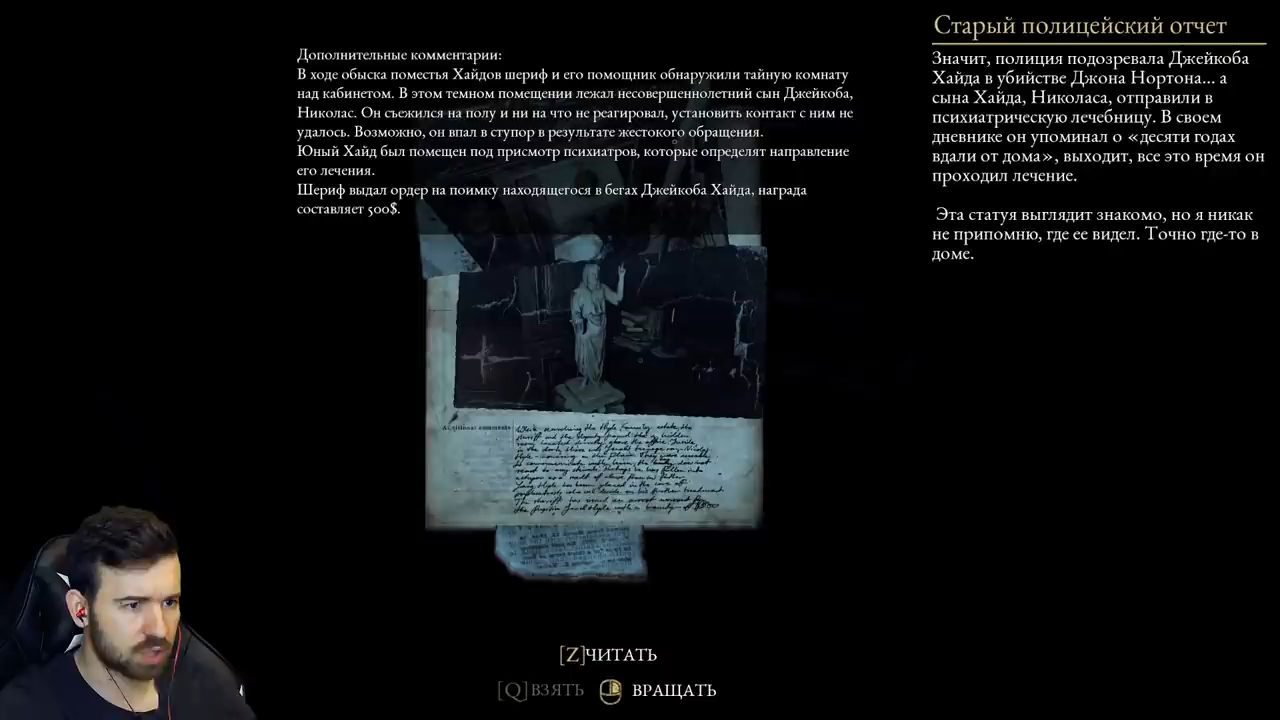 Старый полицейский отчет
Значит, полиция подозревала Джейкоба
Хайда в убийстве Джона Нортона... а
сына Хайда, Николаса, отправили в
психиатрическую лечебницу. В своем
дневнике он упоминал о «десяти годах
вдали от дома», выходит, все это время он
проходил лечение.
Эта статуя выглядит знакомо, но я никак
не припомню, где ее видел. Точно где-то в
доме.
Дополнительные комментарии:
В ходе обыска поместья Хайдов шериф и его помощник обнаружили тайную комнату
над кабинетом. В этом темном помещении лежал несовершеннолетний сын Джейкоба,
Николас. Он съежился на полу и ни на что не реагировал, установить контакт с ним не
удалось. Возможно, он впал в ступор в результате жестокого обращения.
Юный Хайд был помещен под присмотр психиатров, которые определят направление
его лечения.
Шериф выдал ордер на поимку находящегося в бегах Джейкоба Хайда, награда
составляет 500$.
Additional comments
[Z]ЧИТАТЬ
[Q]ВЗЯТЬ ВРАЩАТЬ